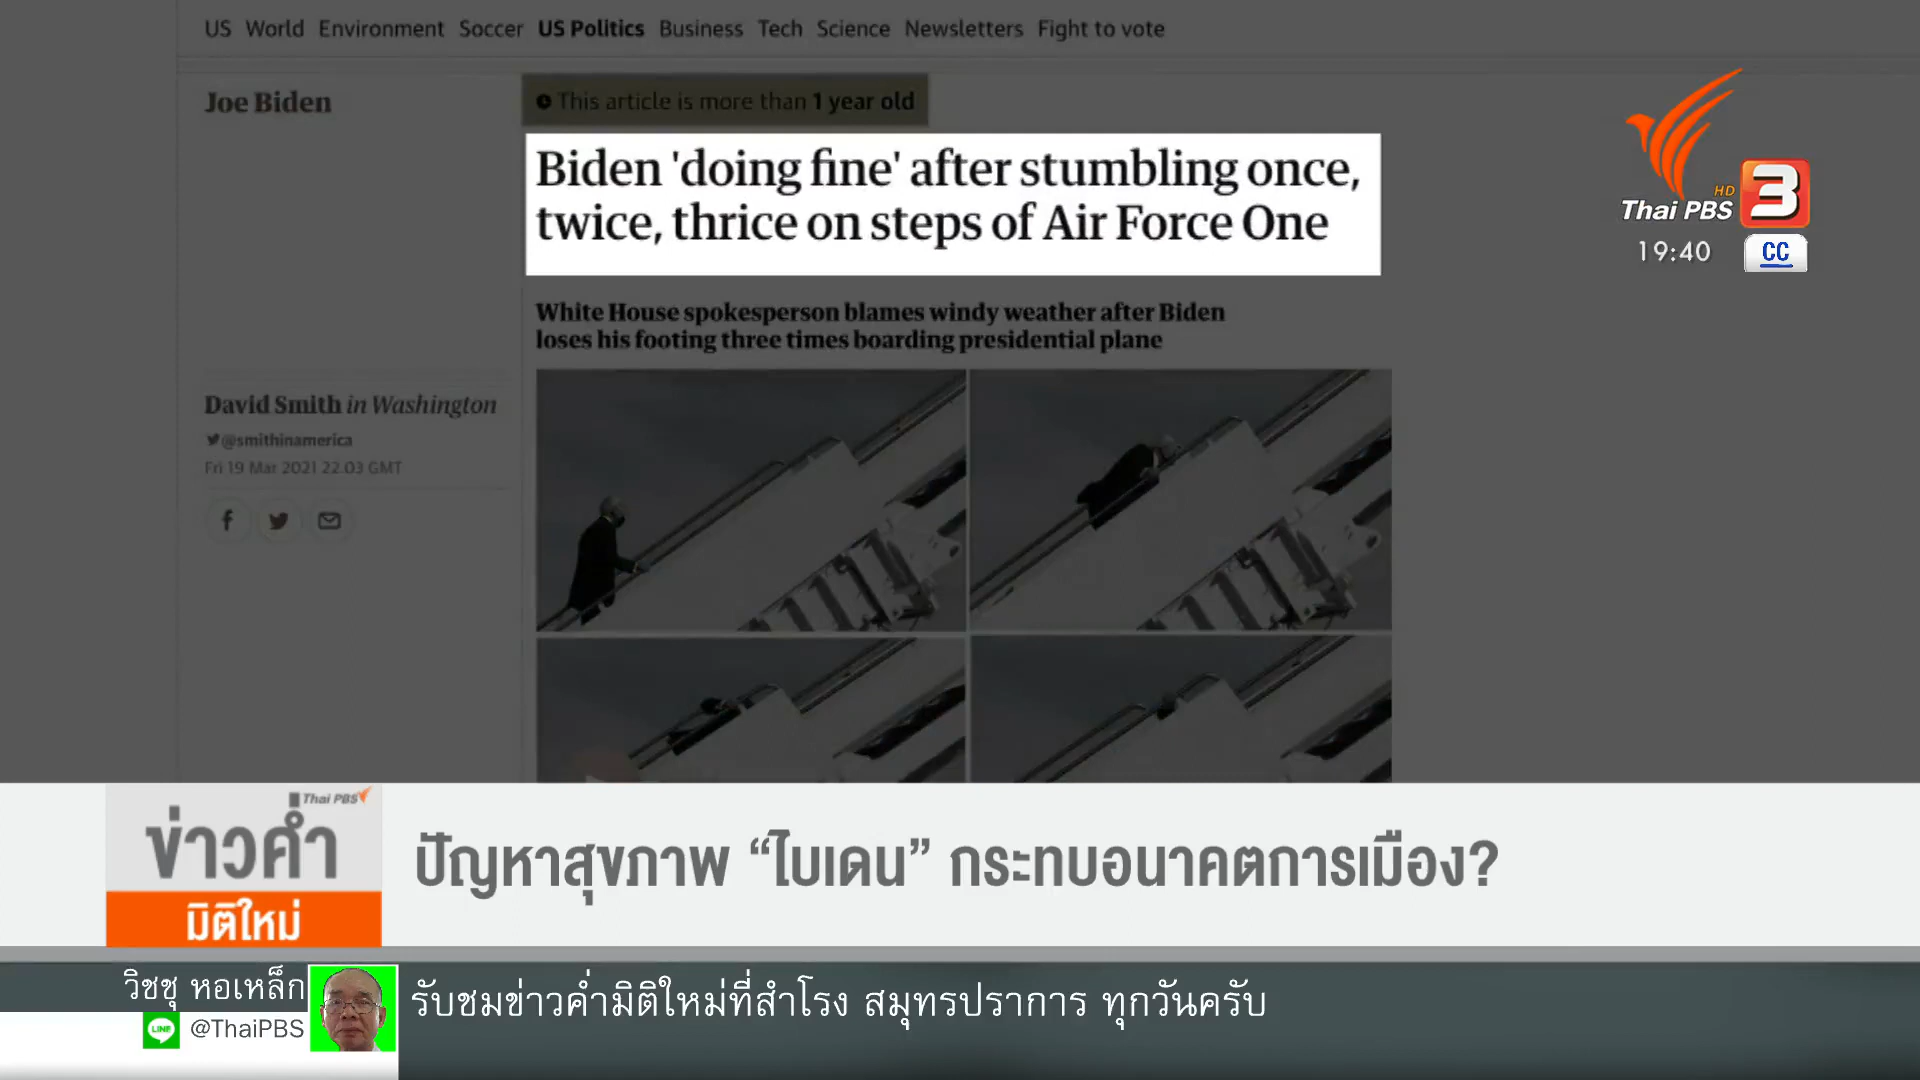 US World Environment Soccer US Politics Business Tech Science Newsletters Fight to vote
Joe Biden
This article is more than 1 year old
Biden 'doing fine' after stumbling once,
twice, thrice on steps of Air Force One
White House spokesperson blames windy weather after Biden
loses his footing three times boarding presidential plane
David Smith in Washington
@smithinamerica
Fri 19 Mar 2021 22.03 GMT
Thai PBS HD 3
19:40 CC
Thai PBS
ข่าวค่ำ
มิติใหม่
ปัญหาสุขภาพ “ไบเดน” กระทบอนาคตการเมือง?
วิชชุ หอเหล็ก
LINE @ThaiPBS
รับชมข่าวค่ำมิติใหม่ที่สำโรง สมุทรปราการ ทุกวันครับ